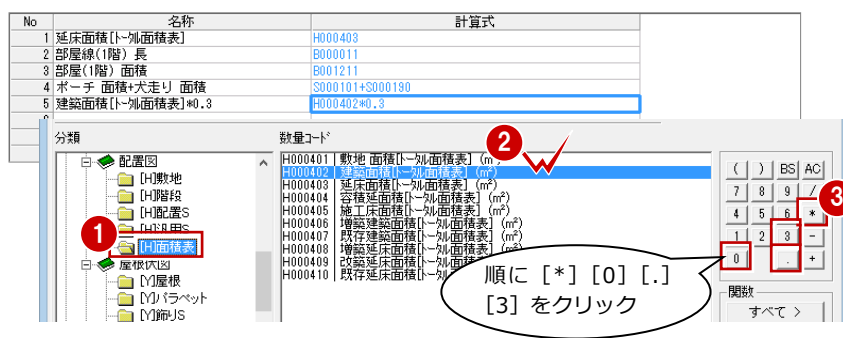 No 名称 計算式
1 延床面積[ﾄｰﾀﾙ面積表] H000403
2 部屋線(1階) 長 B000011
3 部屋(1階) 面積 B001211
4 ポーチ 面積+犬走り 面積 S000101+S000190
5 建築面積[ﾄｰﾀﾙ面積表]*0.3 H000402*0.3
分類
配置図
[H]敷地
[H]階段
[H]配置S
[H]汎用S
[H]面積表
屋根伏図
[Y]屋根
[Y]パラペット
[Y]飾りS
1
数量ｺｰﾄﾞ
2
H000401 | 敷地 面積[ﾄｰﾀﾙ面積表] (㎡)
H000402 | 建築面積[ﾄｰﾀﾙ面積表] (㎡)
H000403 | 延床面積[ﾄｰﾀﾙ面積表] (㎡)
H000404 | 容積延面積[ﾄｰﾀﾙ面積表] (㎡)
H000405 | 施工床面積[ﾄｰﾀﾙ面積表] (㎡)
H000406 | 増築建築面積[ﾄｰﾀﾙ面積表] (㎡)
H000407 | 既存建築面積[ﾄｰﾀﾙ面積表] (㎡)
H000408 | 増築延床面積[ﾄｰﾀﾙ面積表]
H000409 | 改築延床面積[ﾄｰﾀﾙ
H000410 | 既存延床面積[ﾄｰﾀﾙ
順に [*] [0] [.]
[3] をクリック
( ) BS AC
7 8 9 /
3
4 5 6 *
1 2 3 -
0 . +
関数
すべて >